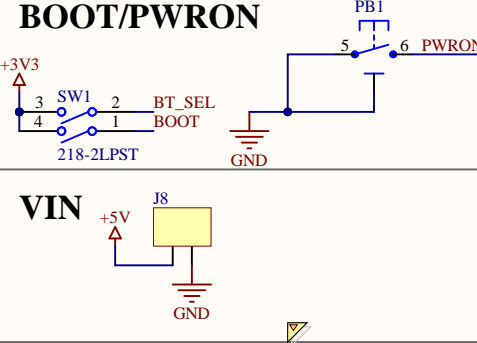 BOOT/PWRON
PB1
5
6
PWRON
+3V3
SW1
3
2
BT_SEL
4
1
BOOT
218-2LPST
GND
VIN
J8
+5V
GND